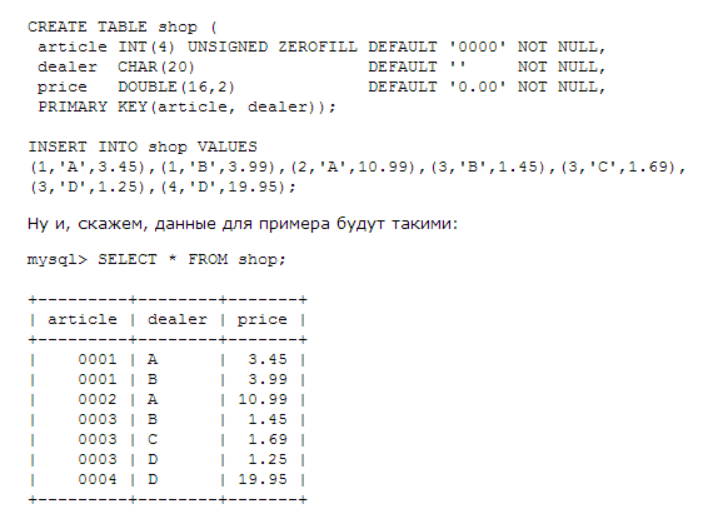 CREATE TABLE shop (
 article INT(4) UNSIGNED ZEROFILL DEFAULT '0000' NOT NULL,
 dealer  CHAR(20)                 DEFAULT ''     NOT NULL,
 price   DOUBLE(16,2)             DEFAULT '0.00' NOT NULL,
 PRIMARY KEY(article, dealer));
INSERT INTO shop VALUES
(1,'A',3.45),(1,'B',3.99),(2,'A',10.99),(3,'B',1.45),(3,'C',1.69),
(3,'D',1.25),(4,'D',19.95);
Ну и, скажем, данные для примера будут такими:
mysql> SELECT * FROM shop;
+---------+--------+-------+
| article | dealer | price |
+---------+--------+-------+
|    0001 | A      |  3.45 |
|    0001 | B      |  3.99 |
|    0002 | A      | 10.99 |
|    0003 | B      |  1.45 |
|    0003 | C      |  1.69 |
|    0003 | D      |  1.25 |
|    0004 | D      | 19.95 |
+---------+--------+-------+